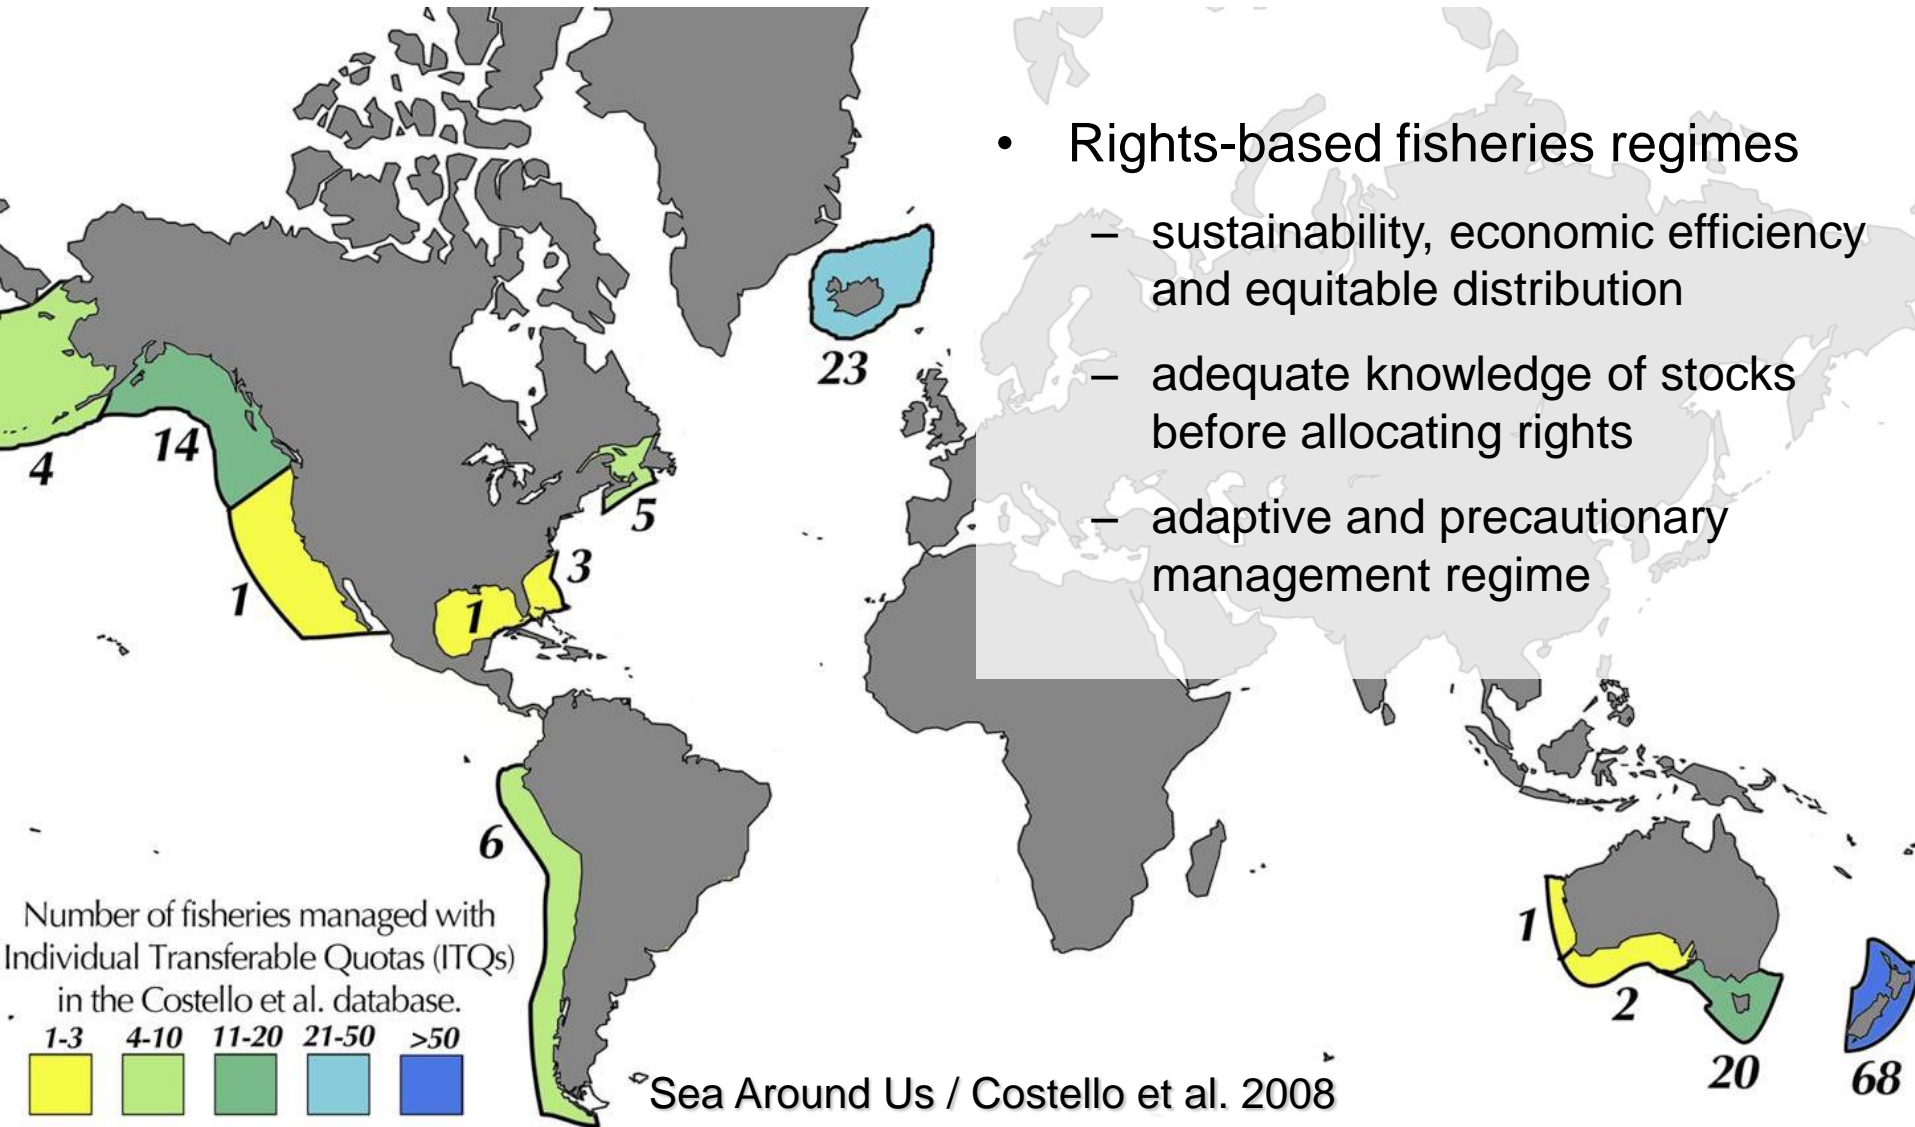 • Rights-based fisheries regimes
– sustainability, economic efficiency
and equitable distribution
– adequate knowledge of stocks
before allocating rights
– adaptive and precautionary
management regime
23
4
14
5
3
1
1
6
1
2
20
68
Number of fisheries managed with
Individual Transferable Quotas (ITQs)
in the Costello et al. database.
1-3 4-10 11-20 21-50 >50
Sea Around Us / Costello et al. 2008